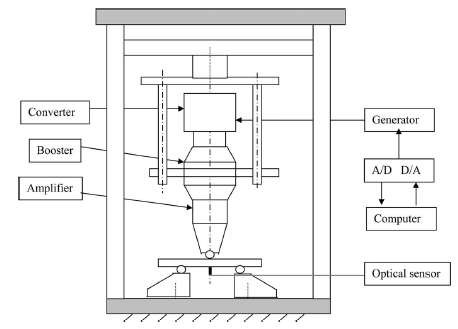 Converter
Booster
Amplifier
Generator
A/D D/A
Computer
Optical sensor